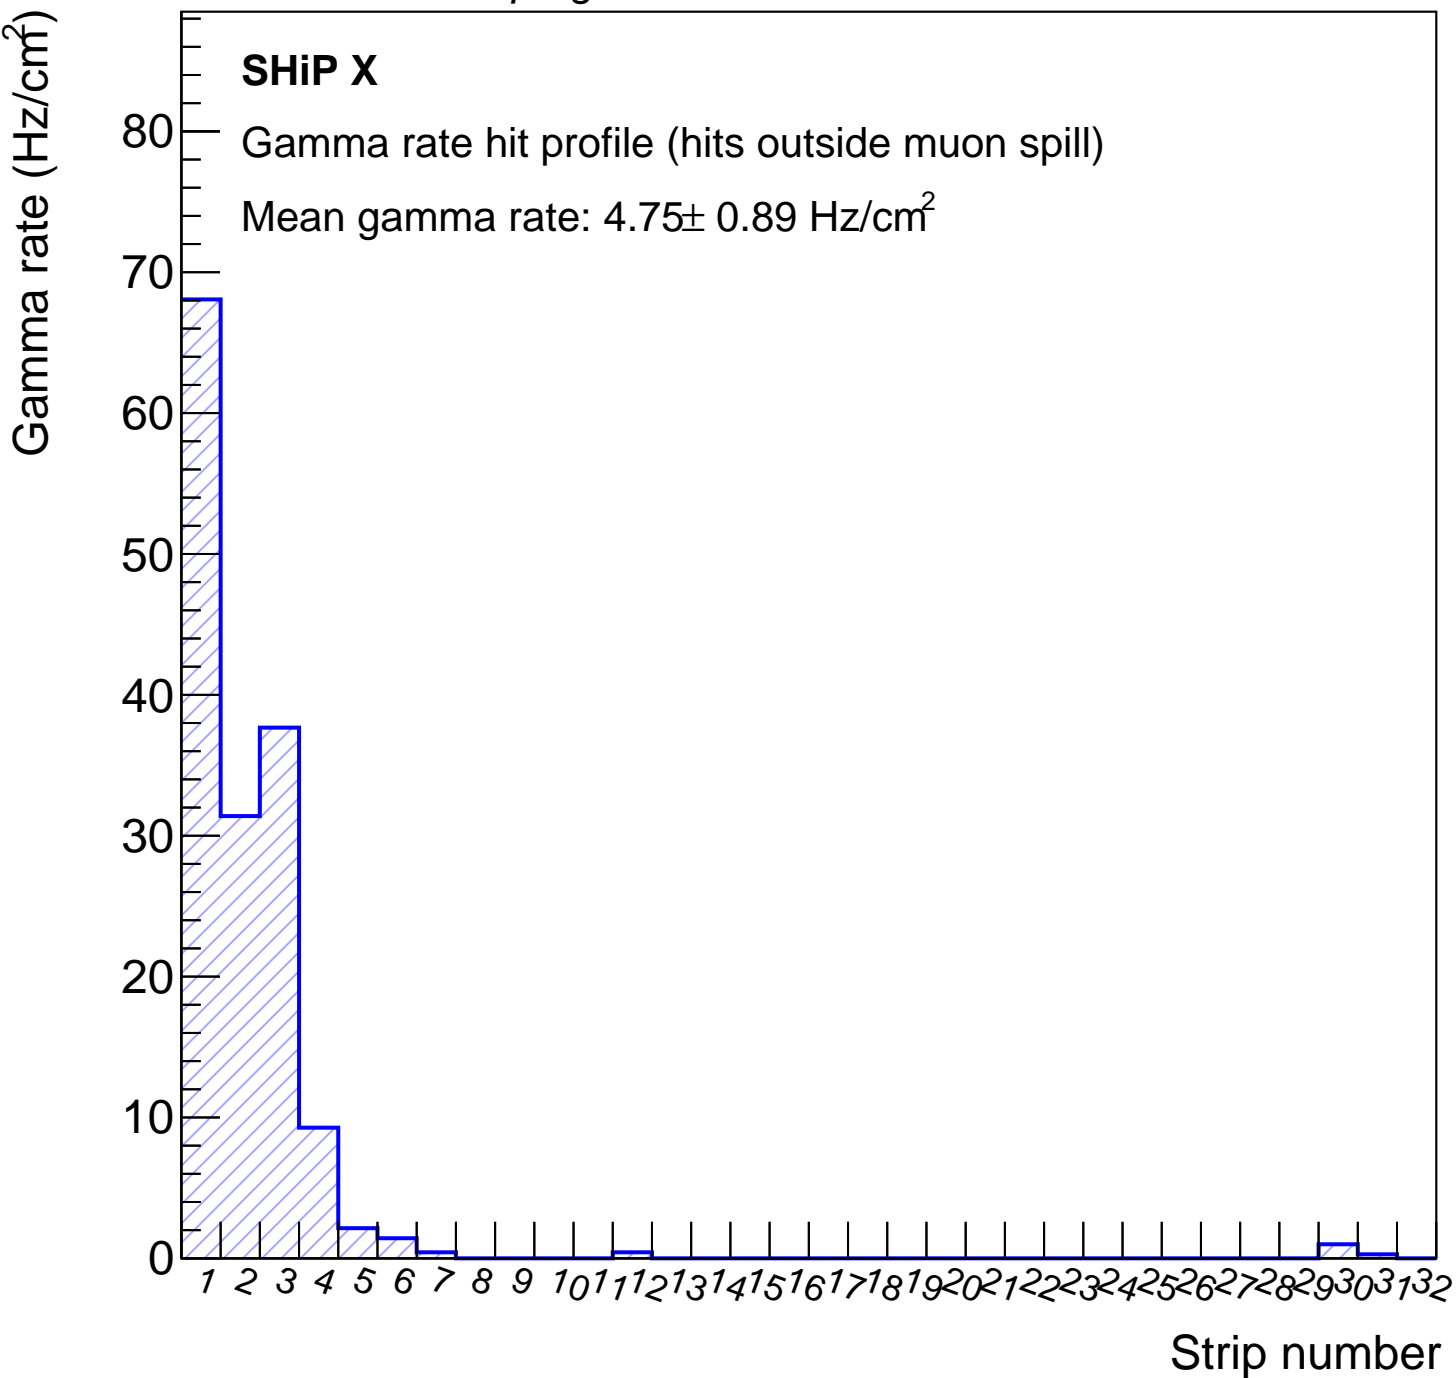 SHiP X
Gamma rate hit profile (hits outside muon spill)
Mean gamma rate: 4.75± 0.89 Hz/cm²
Gamma rate (Hz/cm²)
80
70
60
50
40
30
20
10
0
1 2 3 4 5 6 7 8 9 10 11 12 13 14 15 16 17 18 19 20 21 22 23 24 25 26 27 28 29 30 31 32
Strip number